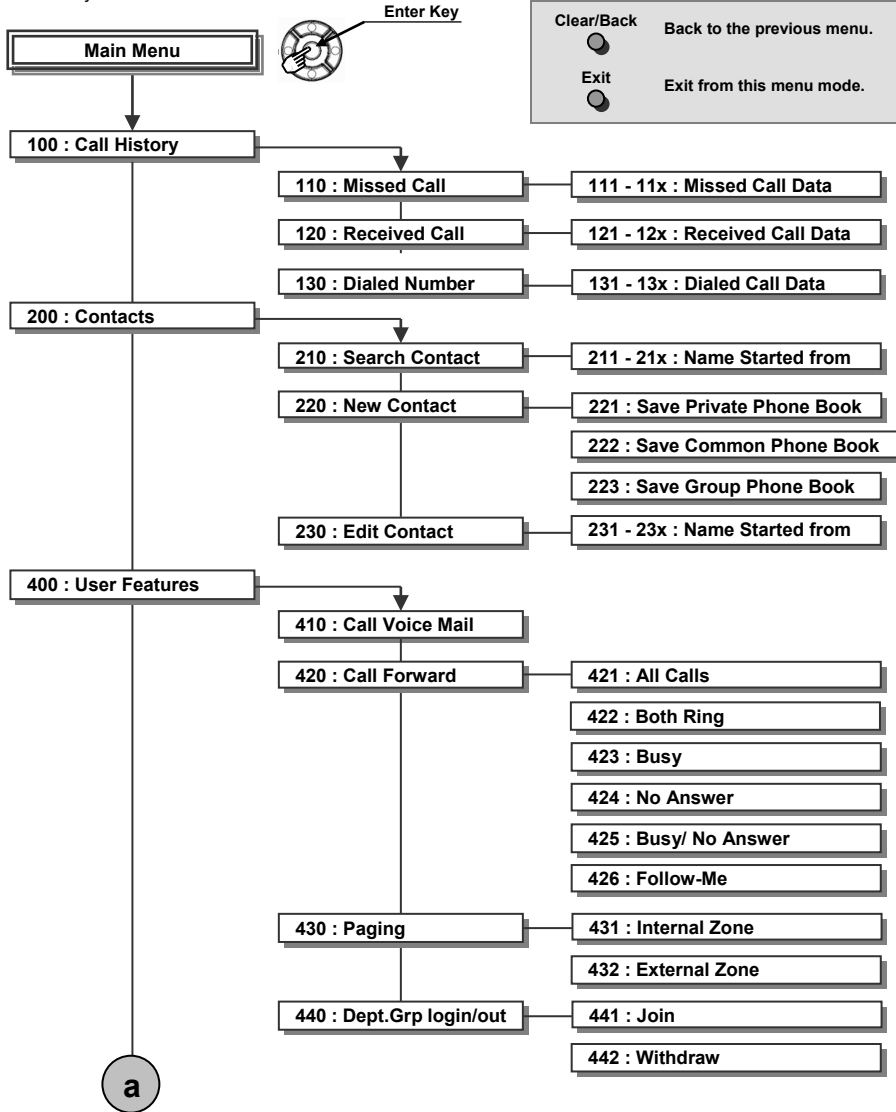 Enter Key
Clear/Back
Back to the previous menu.
Exit
Exit from this menu mode.
Main Menu
100 : Call History
110 : Missed Call
111 - 11x : Missed Call Data
120 : Received Call
121 - 12x : Received Call Data
130 : Dialed Number
131 - 13x : Dialed Call Data
200 : Contacts
210 : Search Contact
211 - 21x : Name Started from
220 : New Contact
221 : Save Private Phone Book
222 : Save Common Phone Book
223 : Save Group Phone Book
230 : Edit Contact
231 - 23x : Name Started from
400 : User Features
410 : Call Voice Mail
420 : Call Forward
421 : All Calls
422 : Both Ring
423 : Busy
424 : No Answer
425 : Busy/ No Answer
426 : Follow-Me
430 : Paging
431 : Internal Zone
432 : External Zone
440 : Dept.Grp login/out
441 : Join
442 : Withdraw
a